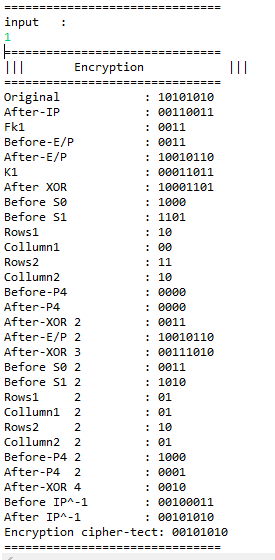 ===============================
input   :
1
===============================
|||       Encryption            |||
===============================
Original            : 10101010
After-IP            : 00110011
Fk1                 : 0011
Before-E/P          : 0011
After-E/P           : 10010110
K1                  : 00011011
After XOR           : 10001101
Before S0           : 1000
Before S1           : 1101
Rows1               : 10
Collumn1            : 00
Rows2               : 11
Collumn2            : 10
Before-P4           : 0000
After-P4            : 0000
After-XOR 2         : 0011
After-E/P 2         : 10010110
After-XOR 3         : 00111010
Before S0 2         : 0011
Before S1 2         : 1010
Rows1     2         : 01
Collumn1  2         : 01
Rows2     2         : 10
Collumn2  2         : 01
Before-P4 2         : 1000
After-P4  2         : 0001
After-XOR 4         : 0010
Before IP^-1        : 00100011
After IP^-1         : 00101010
Encryption cipher-tect: 00101010
===============================